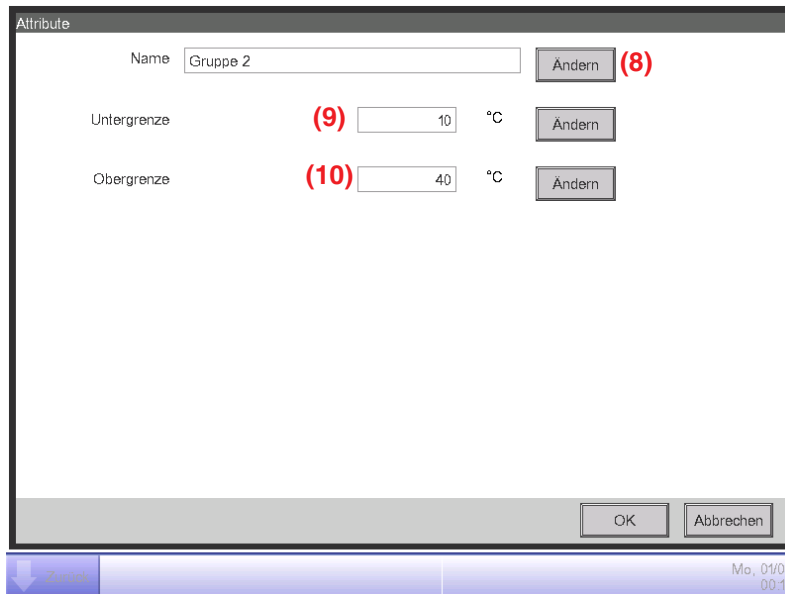 Attribute
Name Gruppe 2 Ändern (8)
Untergrenze (9) 10 °C Ändern
Obergrenze (10) 40 °C Ändern
OK Abbrechen
Mo, 01/0
00:1